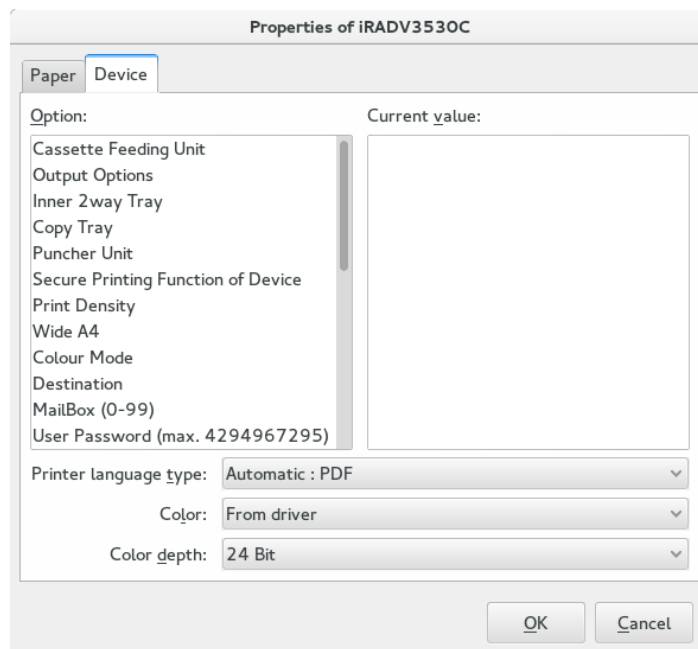 Properties of iRADV3530C
Paper Device
Option: Current value:
Cassette Feeding Unit
Output Options
Inner 2way Tray
Copy Tray
Puncher Unit
Secure Printing Function of Device
Print Density
Wide A4
Colour Mode
Destination
MailBox (0-99)
User Password (max. 4294967295)
Printer language type: Automatic : PDF
Color: From driver
Color depth: 24 Bit
OK Cancel